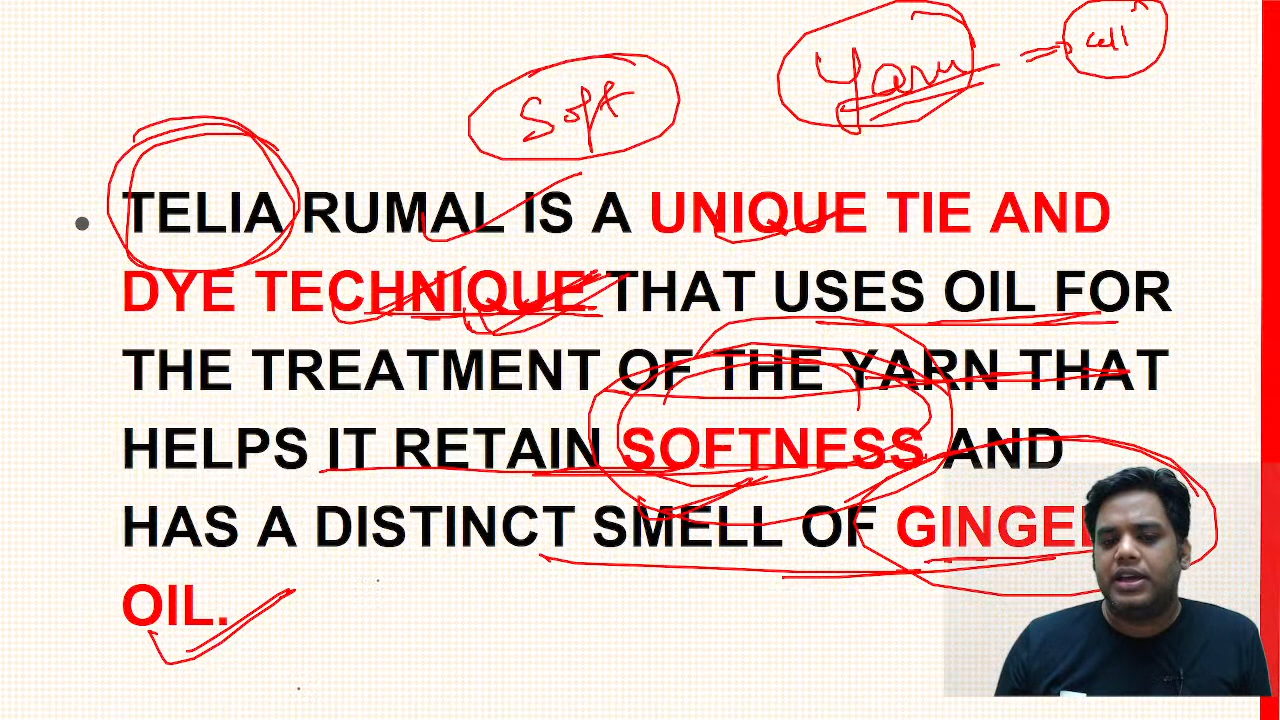 Yarn cell
Soft
TELIA RUMAL IS A UNIQUE TIE AND
DYE TECHNIQUE THAT USES OIL FOR
THE TREATMENT OF THE YARN THAT
HELPS IT RETAIN SOFTNESS AND
HAS A DISTINCT SMELL OF GINGER
OIL.